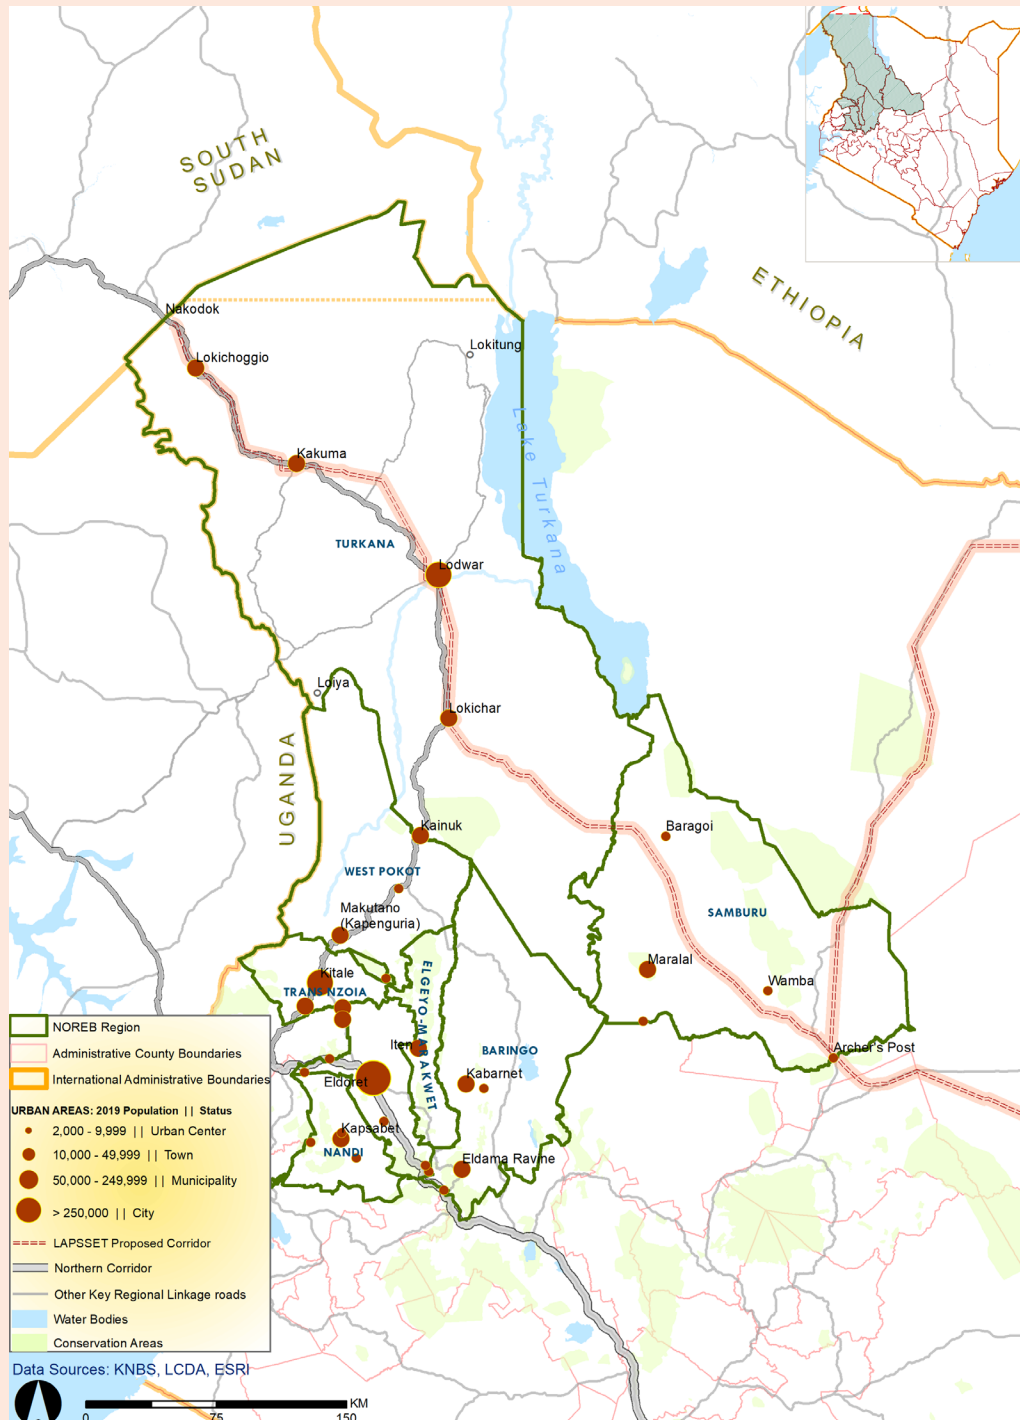 SOUTH
SUDAN
ETHIOPIA
Nakodok
Lokitung
Lokichoggio
Lake Turkana
Kakuma
TURKANA
Lodwar
Loiya
Lokichar
UGANDA
Kainuk
Baragoi
WEST POKOT
Makutano
(Kapenguria)
SAMBURU
Maralal
Kitale
Wamba
TRANS NZOIA
ELGEYO-MARAKWET
Iten
BARINGO
Archer's Post
Eldoret
Kabarnet
Kapsabet
NANDI
Eldama Ravine
NOREB Region
Administrative County Boundaries
International Administrative Boundaries
URBAN AREAS: 2019 Population || Status
2,000 - 9,999 || Urban Center
10,000 - 49,999 || Town
50,000 - 249,999 || Municipality
> 250,000 || City
LAPSSET Proposed Corridor
Northern Corridor
Other Key Regional Linkage roads
Water Bodies
Conservation Areas
Data Sources: KNBS, LCDA, ESRI
KM
0 75 150